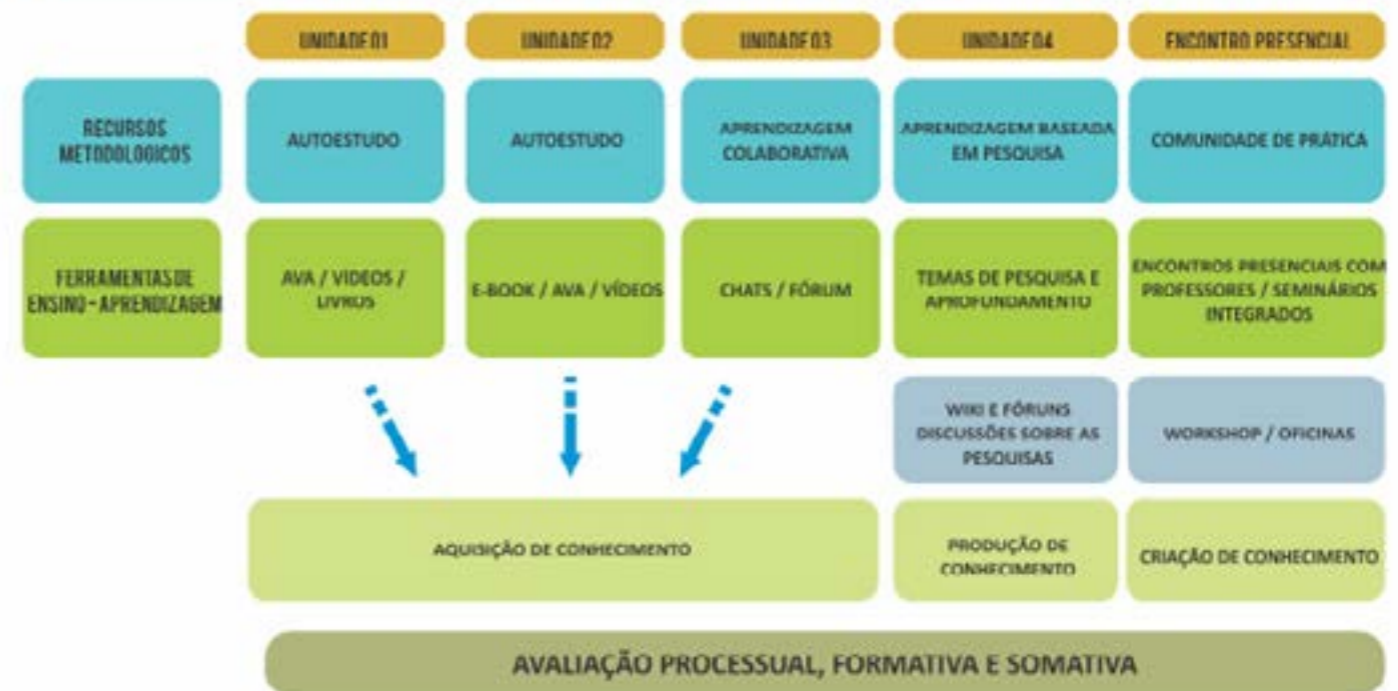 UNIDADE 01
UNIDADE 02
UNIDADE 03
UNIDADE 04
ENCONTRO PRESENCIAL
RECURSOS
METODOLOGICOS
AUTOESTUDO
AUTOESTUDO
APRENDIZAGEM
COLABORATIVA
APRENDIZAGEM BASEADA
EM PESQUISA
COMUNIDADE DE PRÁTICA
FERRAMENTAS DE
ENSINO - APRENDIZAGEM
AVA / VIDEOS /
LIVROS
E-BOOK / AVA / VÍDEOS
CHATS / FÓRUM
TEMAS DE PESQUISA E
APROFUNDAMENTO
ENCONTROS PRESENCIAIS COM
PROFESSORES / SEMINÁRIOS
INTEGRADOS
WIKI E FÓRUNS
DISCUSSÕES SOBRE AS
PESQUISAS
WORKSHOP / OFICINAS
AQUISIÇÃO DE CONHECIMENTO
PRODUÇÃO DE
CONHECIMENTO
CRIAÇÃO DE CONHECIMENTO
AVALIAÇÃO PROCESSUAL, FORMATIVA E SOMATIVA